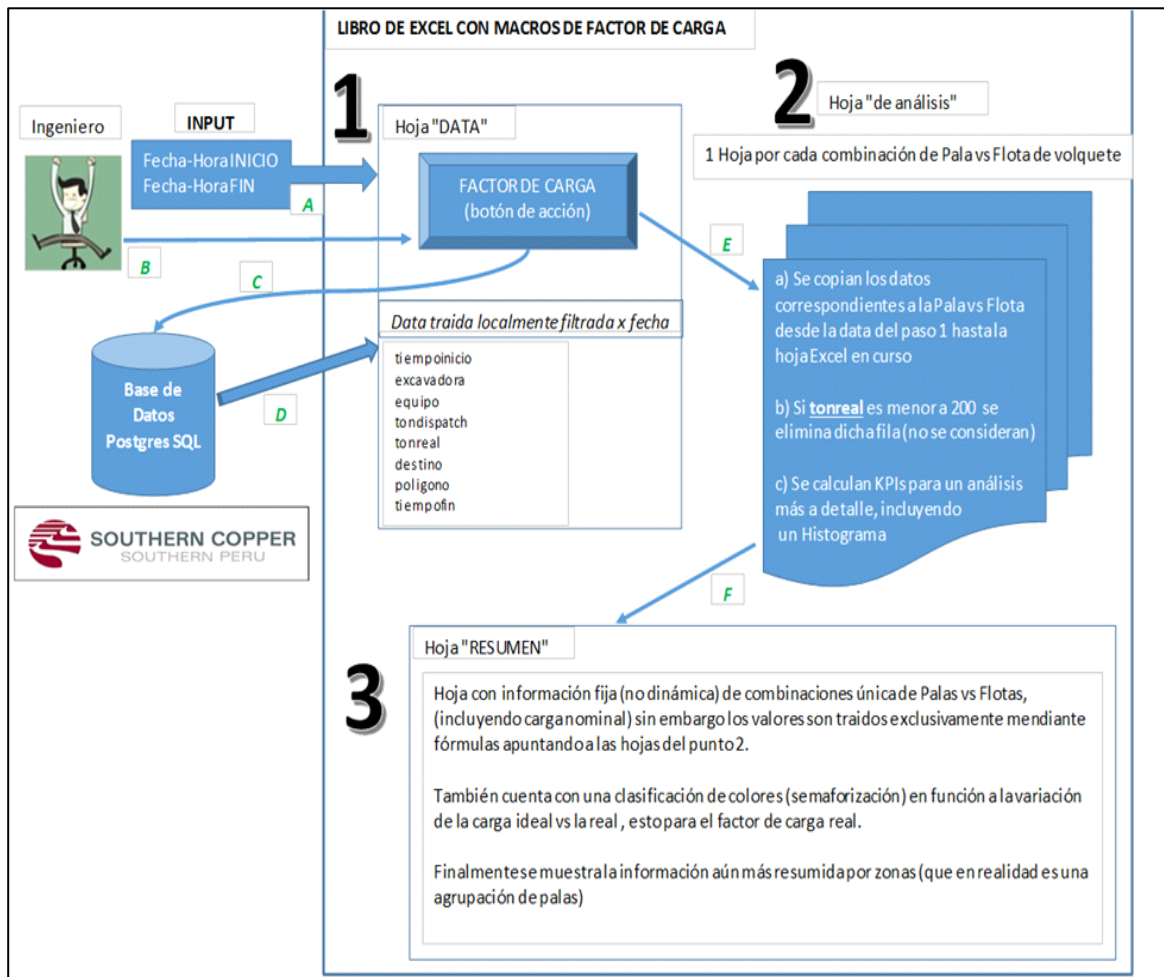 LIBRO DE EXCEL CON MACROS DE FACTOR DE CARGA
1
2
Hoja "de análisis"
Ingeniero
INPUT
Hoja "DATA"
1 Hoja por cada combinación de Pala vs Flota de volquete
Fecha-Hora INICIO
Fecha-Hora FIN
A
FACTOR DE CARGA
(botón de acción)
B
C
E
a) Se copian los datos
correspondientes a la Pala vs Flota
desde la data del paso 1 hasta la
hoja Excel en curso
b) Si tonreal es menor a 200 se
elimina dicha fila (no se consideran)
c) Se calculan KPIs para un análisis
más a detalle, incluyendo
un Histograma
Data traida localmente filtrada x fecha
tiempoinicio
excavadora
equipo
tondispatch
tonreal
destino
poligono
tiempofin
Base de
Datos
Postgres SQL
D
SOUTHERN COPPER
SOUTHERN PERU
F
3
Hoja "RESUMEN"
Hoja con información fija (no dinámica) de combinaciones única de Palas vs Flotas,
(incluyendo carga nominal) sin embargo los valores son traidos exclusivamente mendiante
fórmulas apuntando a las hojas del punto 2.
También cuenta con una clasificación de colores (semaforización) en función a la variación
de la carga ideal vs la real , esto para el factor de carga real.
Finalmente se muestra la información aún más resumida por zonas (que en realidad es una
agrupación de palas)